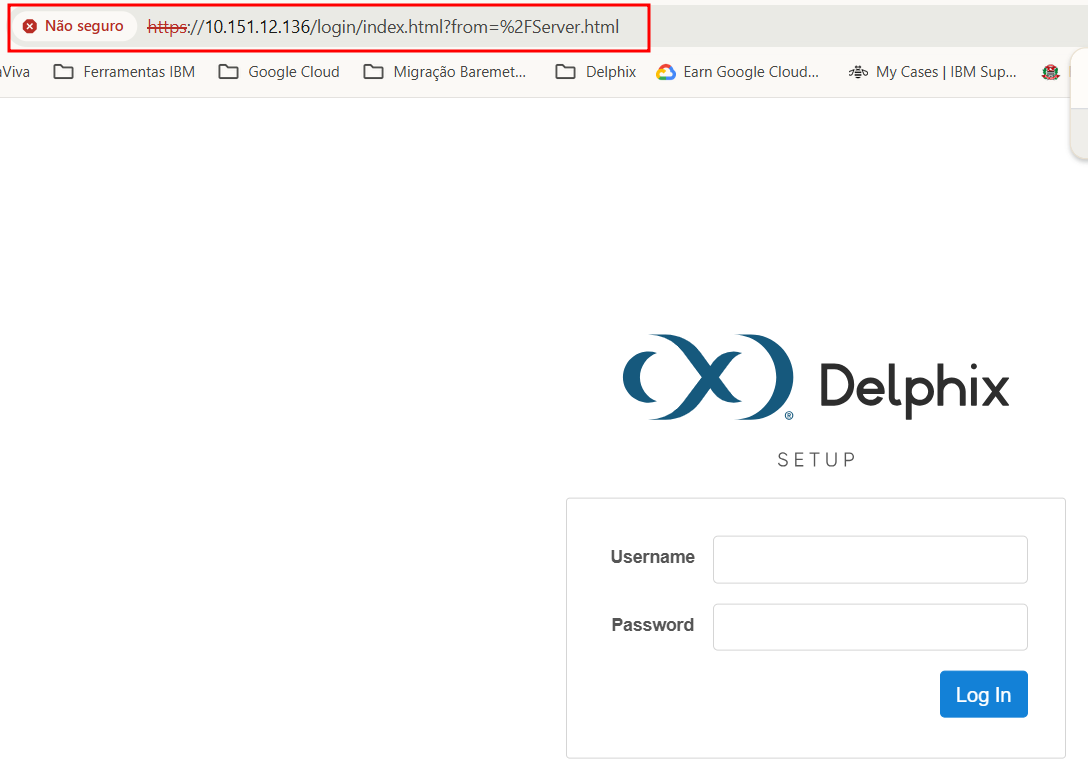 Não seguro https://10.151.12.136/login/index.html?from=%2FServer.html
aViva Ferramentas IBM Google Cloud Migração Baremet... Delphix Earn Google Cloud... My Cases | IBM Sup...
Delphix
®
SETUP
Username
Password
Log In